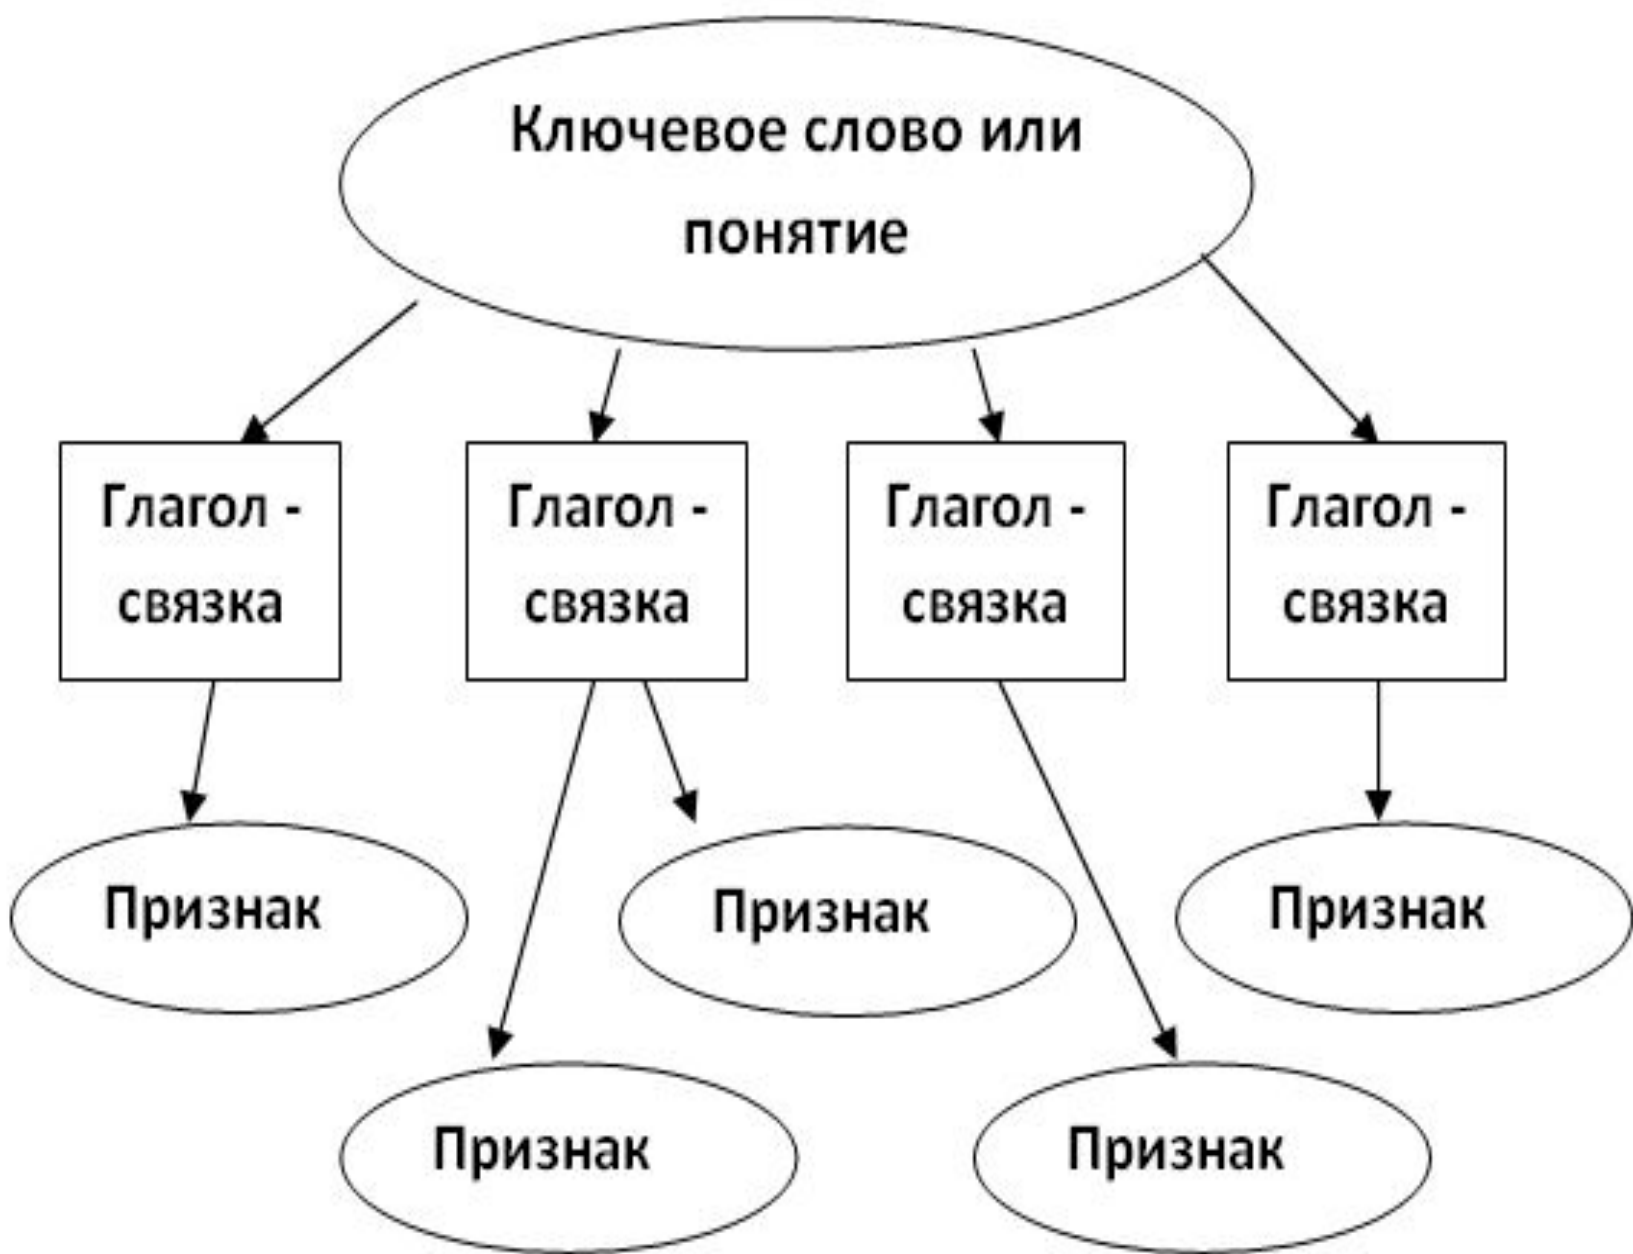 Ключевое слово или
понятие
Глагол -
связка
Глагол -
связка
Глагол -
связка
Глагол -
связка
Признак
Признак
Признак
Признак
Признак